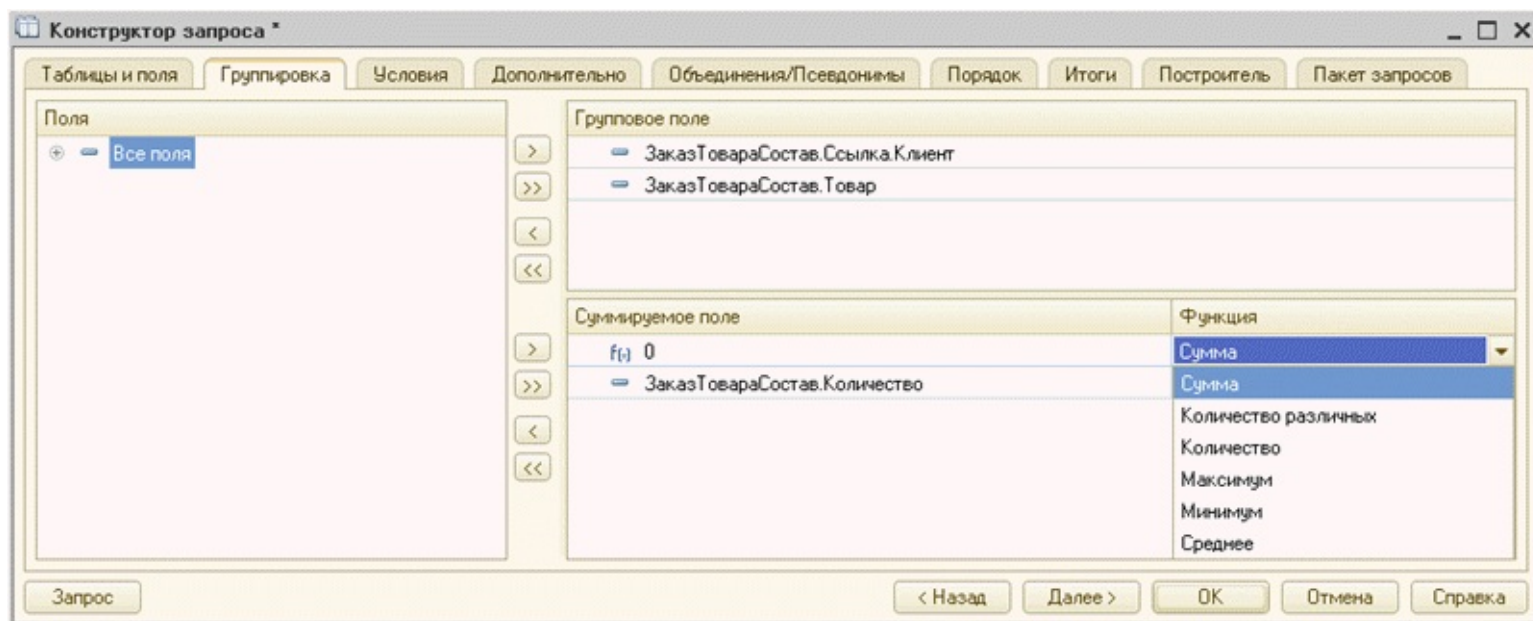 Конструктор запроса *
Таблицы и поля Группировка Условия Дополнительно Объединения/Псевдонимы Порядок Итоги Построитель Пакет запросов
Поля
Все поля
Групповое поле
ЗаказТовараСостав.Ссылка.Клиент
ЗаказТовараСостав.Товар
Суммируемое поле Функция
f(-) 0 Сумма
ЗаказТовараСостав.Количество Сумма
Количество различных
Количество
Максимум
Минимум
Среднее
Запрос < Назад Далее > ОК Отмена Справка